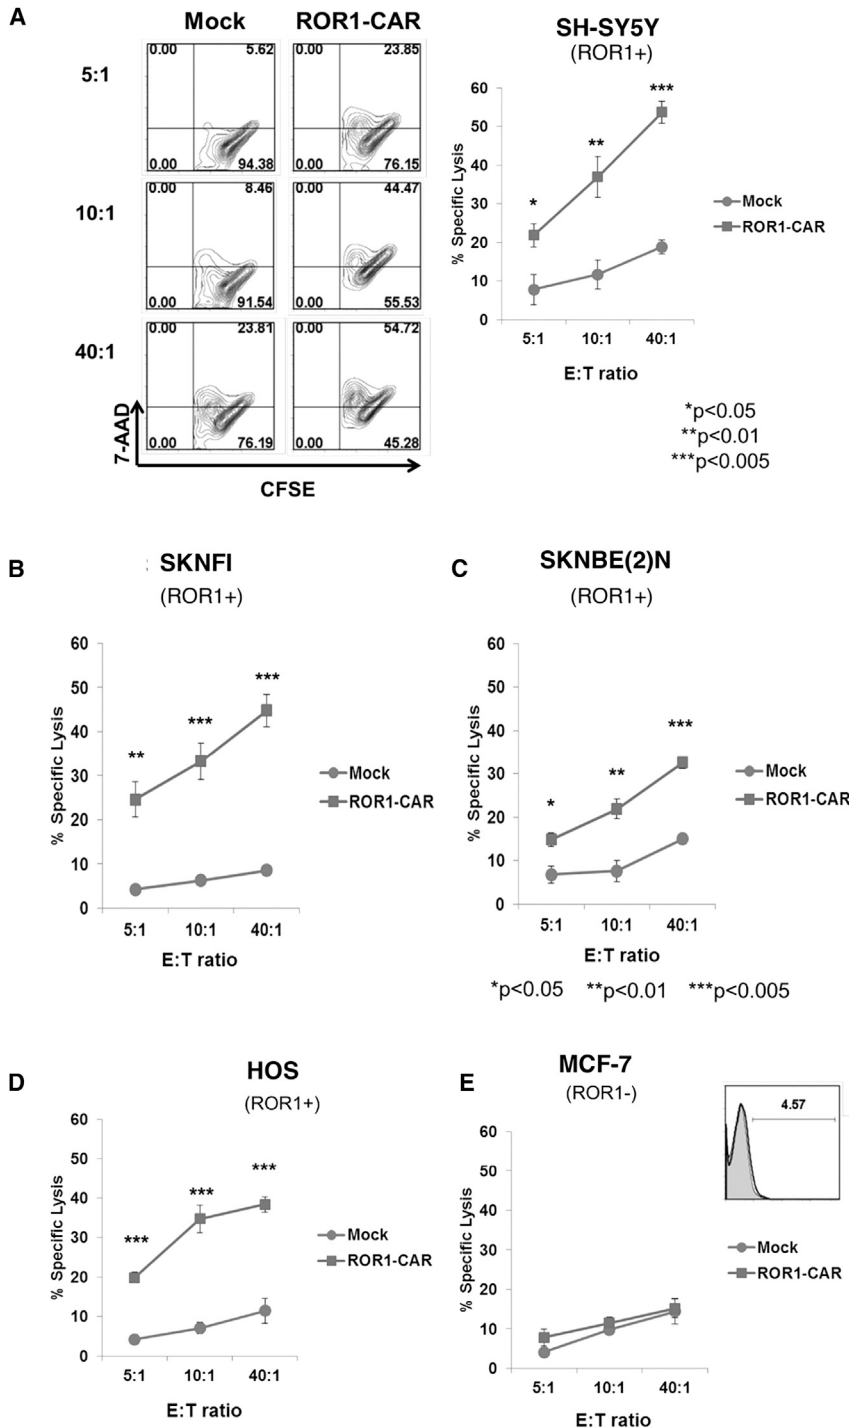 A
Mock ROR1-CAR
5:1
0.00 5.62
0.00 94.38
0.00 23.85
0.00 76.15
10:1
0.00 8.46
0.00 91.54
0.00 44.47
0.00 55.53
40:1
0.00 23.81
0.00 76.19
0.00 54.72
0.00 45.28
7-AAD
CFSE
SH-SY5Y
(ROR1+)
% Specific Lysis
60
50
40
30
20
10
0
* ** ***
5:1 10:1 40:1
E:T ratio
Mock
ROR1-CAR
*p<0.05
**p<0.01
***p<0.005
B
SKNFI
(ROR1+)
% Specific Lysis
60
50
40
30
20
10
0
** *** ***
5:1 10:1 40:1
E:T ratio
Mock
ROR1-CAR
C
SKNBE(2)N
(ROR1+)
% Specific Lysis
60
50
40
30
20
10
0
* ** ***
5:1 10:1 40:1
E:T ratio
Mock
ROR1-CAR
*p<0.05 **p<0.01 ***p<0.005
D
HOS
(ROR1+)
% Specific Lysis
60
50
40
30
20
10
0
*** *** ***
5:1 10:1 40:1
E:T ratio
Mock
ROR1-CAR
E
MCF-7
(ROR1-)
4.57
% Specific Lysis
60
50
40
30
20
10
0
5:1 10:1 40:1
E:T ratio
Mock
ROR1-CAR